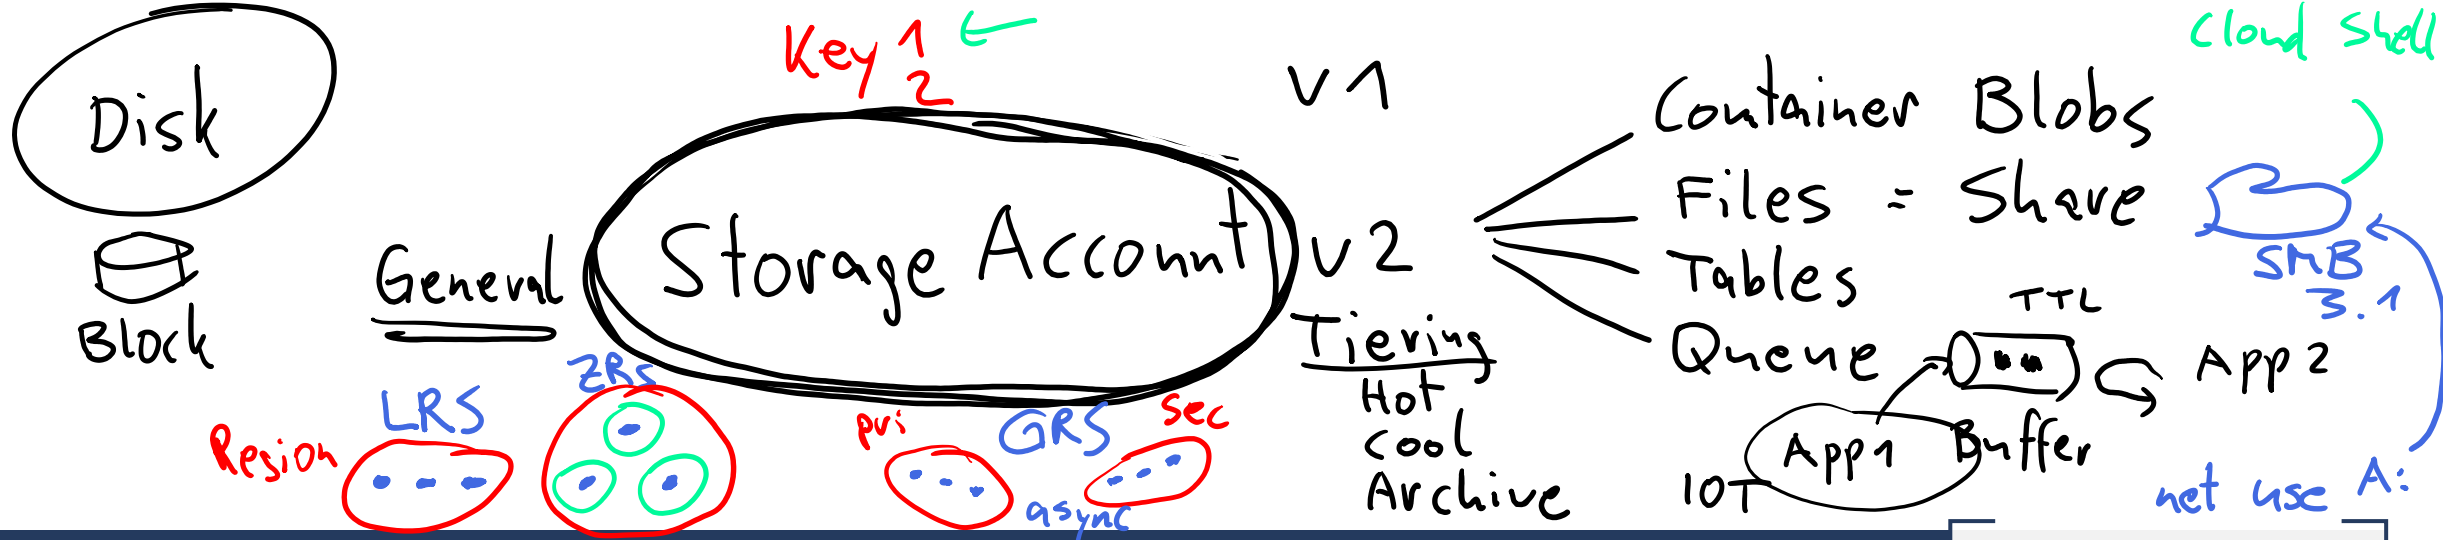 Disk
Block
General
Key 1
2
Storage Account
v1
v2
Tiering
Hot
Cool
Archive
Container Blobs
Files = Share
Tables
Queue
Cloud Shell
SMB
3.1
TTL
App 2
App 1
Buffer
IOT
net use A:
Region
LRS
ZRS
pri
GRS
sec
async